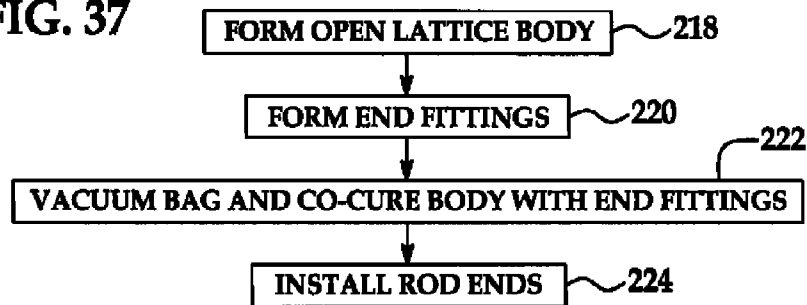 FIG. 37
FORM OPEN LATTICE BODY
218
FORM END FITTINGS
220
222
VACUUM BAG AND CO-CURE BODY WITH END FITTINGS
INSTALL ROD ENDS
224